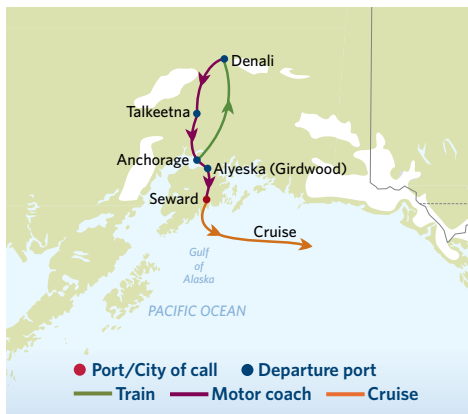 Denali
Talkeetna
Anchorage
Alyeska (Girdwood)
Seward
Cruise
Gulf
of
Alaska
PACIFIC OCEAN
Port/City of call
Departure port
Train
Motor coach
Cruise